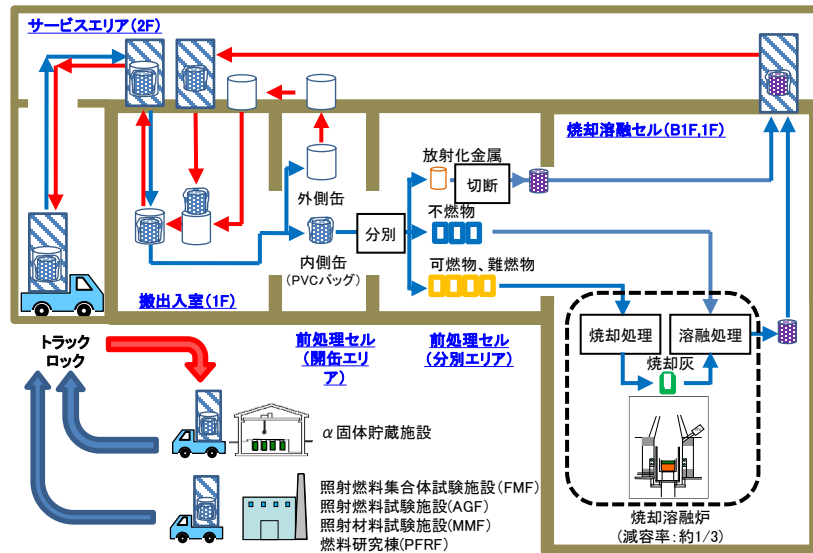 サービスエリア(2F)
焼却溶融セル(B1F,1F)
放射化金属
切断
外側缶
不燃物
分別
内側缶
(PVCバッグ)
可燃物、難燃物
搬出入室(1F)
前処理セル
(開缶エリ
ア)
前処理セル
(分別エリア)
焼却処理
溶融処理
焼却灰
トラック
ロック
α固体貯蔵施設
照射燃料集合体試験施設(FMF)
照射燃料試験施設(AGF)
照射材料試験施設(MMF)
燃料研究棟(PFRF)
焼却溶融炉
(減容率:約1/3)